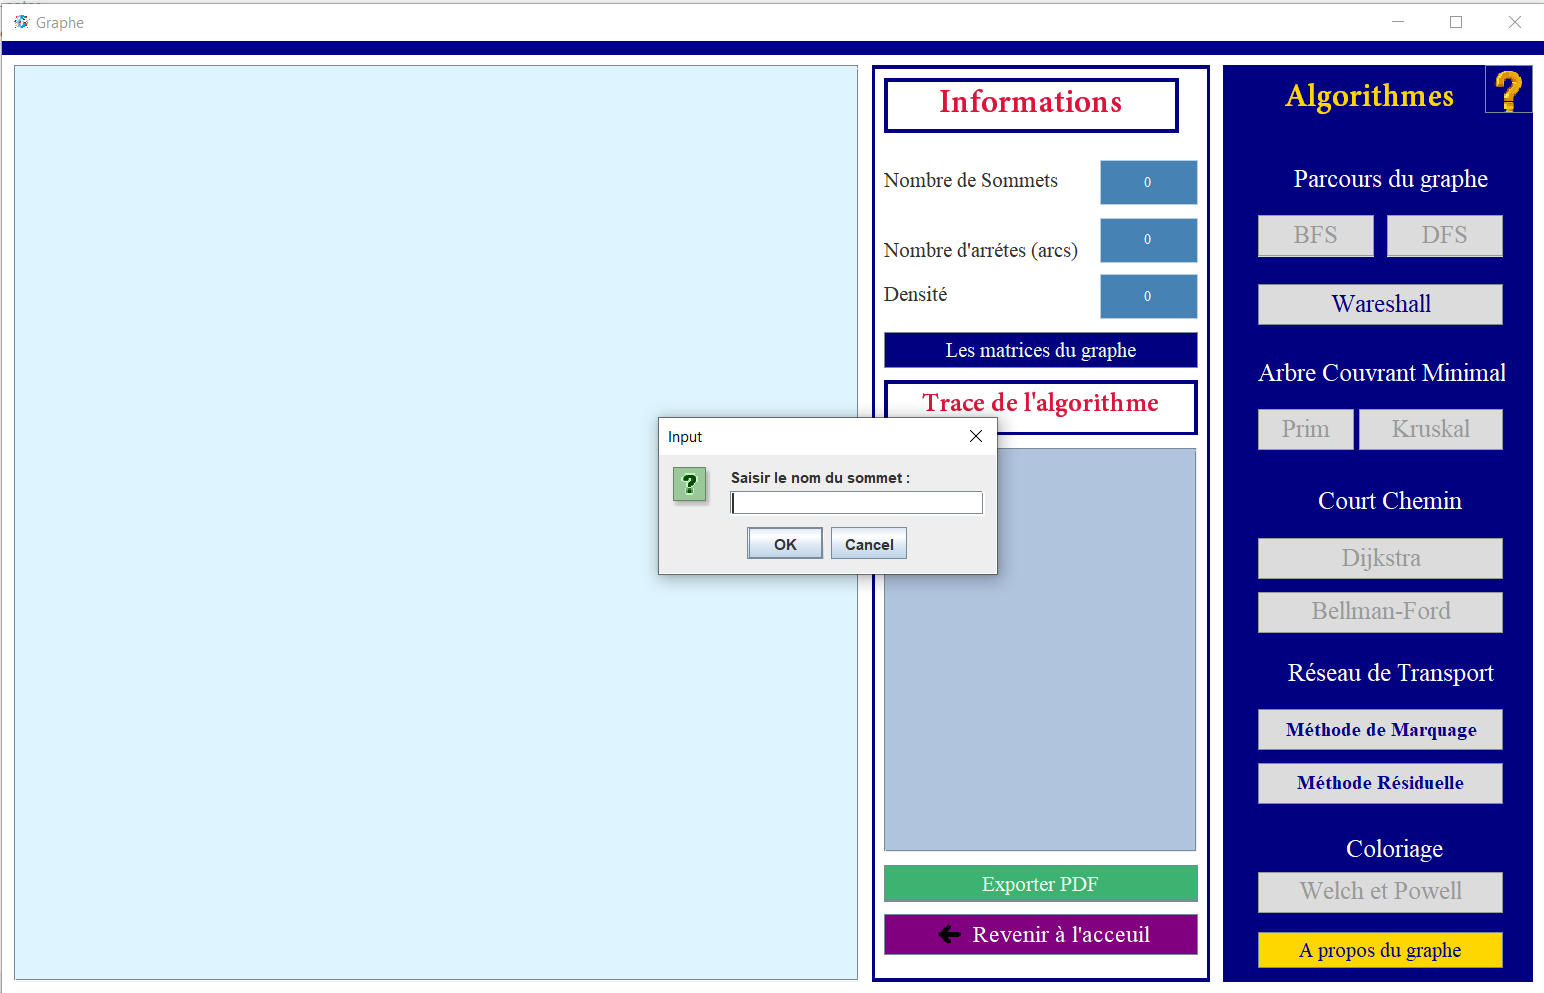 Graphe
Informations
Nombre de Sommets
0
Nombre d'arrétes (arcs)
0
Densité
0
Les matrices du graphe
Trace de l'algorithme
Input
Saisir le nom du sommet :
OK
Cancel
Exporter PDF
Revenir à l'acceuil
Algorithmes
Parcours du graphe
BFS
DFS
Wareshall
Arbre Couvrant Minimal
Prim
Kruskal
Court Chemin
Dijkstra
Bellman-Ford
Réseau de Transport
Méthode de Marquage
Méthode Résiduelle
Coloriage
Welch et Powell
A propos du graphe